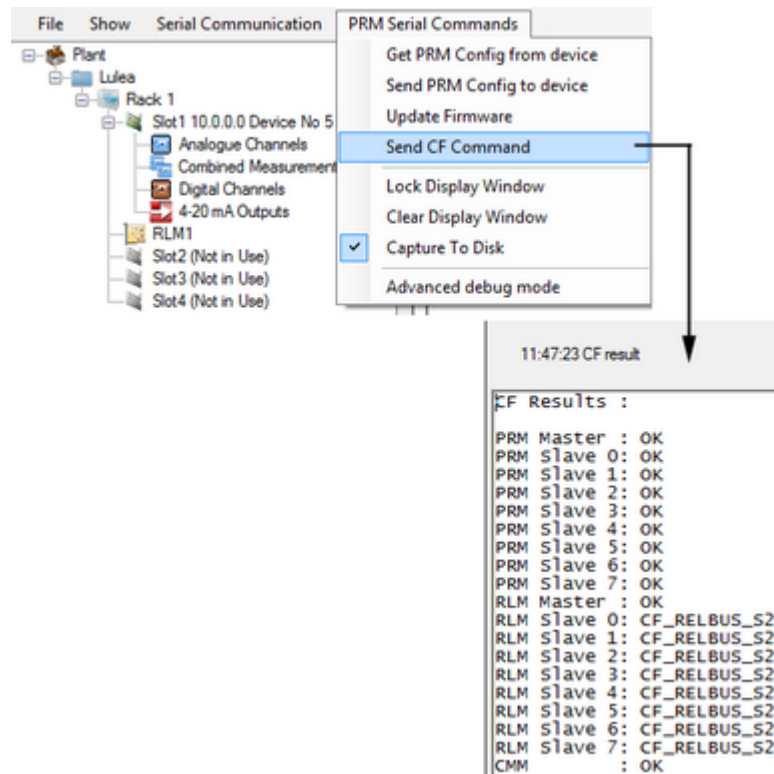 File Show Serial Communication PRM Serial Commands
Plant
Lulea
Rack 1
Slot1 10.0.0.0 Device No 5
Analogue Channels
Combined Measurement
Digital Channels
4-20 mA Outputs
RLM1
Slot2 (Not in Use)
Slot3 (Not in Use)
Slot4 (Not in Use)
Get PRM Config from device
Send PRM Config to device
Update Firmware
Send CF Command
Lock Display Window
Clear Display Window
Capture To Disk
Advanced debug mode
11:47:23 CF result
CF Results :
PRM Master : OK
PRM Slave 0: OK
PRM Slave 1: OK
PRM Slave 2: OK
PRM Slave 3: OK
PRM Slave 4: OK
PRM Slave 5: OK
PRM Slave 6: OK
PRM Slave 7: OK
RLM Master : OK
RLM Slave 0: CF_RELBUS_S2
RLM Slave 1: CF_RELBUS_S2
RLM Slave 2: CF_RELBUS_S2
RLM Slave 3: CF_RELBUS_S2
RLM Slave 4: CF_RELBUS_S2
RLM Slave 5: CF_RELBUS_S2
RLM Slave 6: CF_RELBUS_S2
RLM Slave 7: CF_RELBUS_S2
CMM : OK